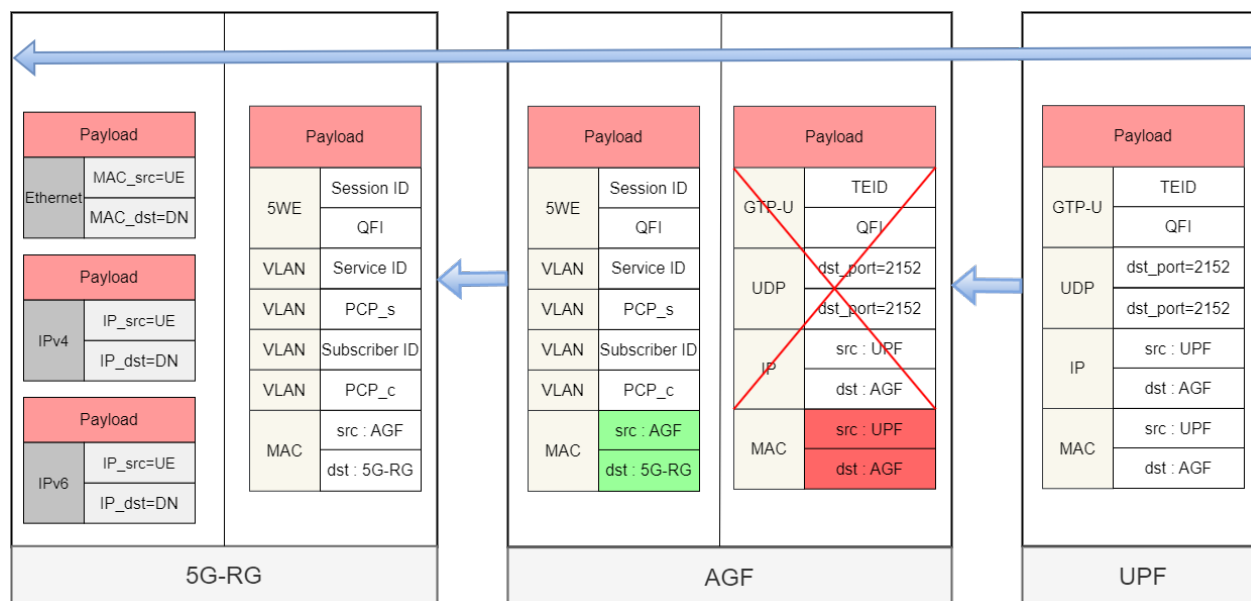 Payload
Ethernet
MAC_src=UE
MAC_dst=DN
Payload
IPv4
IP_src=UE
IP_dst=DN
Payload
IPv6
IP_src=UE
IP_dst=DN
Payload
5WE
Session ID
QFI
VLAN
Service ID
VLAN
PCP_s
VLAN
Subscriber ID
VLAN
PCP_c
MAC
src : AGF
dst : 5G-RG
5G-RG
Payload
5WE
Session ID
QFI
VLAN
Service ID
VLAN
PCP_s
VLAN
Subscriber ID
VLAN
PCP_c
MAC
src : AGF
dst : 5G-RG
Payload
GTP-U
TEID
QFI
UDP
dst_port=2152
dst_port=2152
IP
src : UPF
dst : AGF
MAC
src : UPF
dst : AGF
AGF
Payload
GTP-U
TEID
QFI
UDP
dst_port=2152
dst_port=2152
IP
src : UPF
dst : AGF
MAC
src : UPF
dst : AGF
UPF